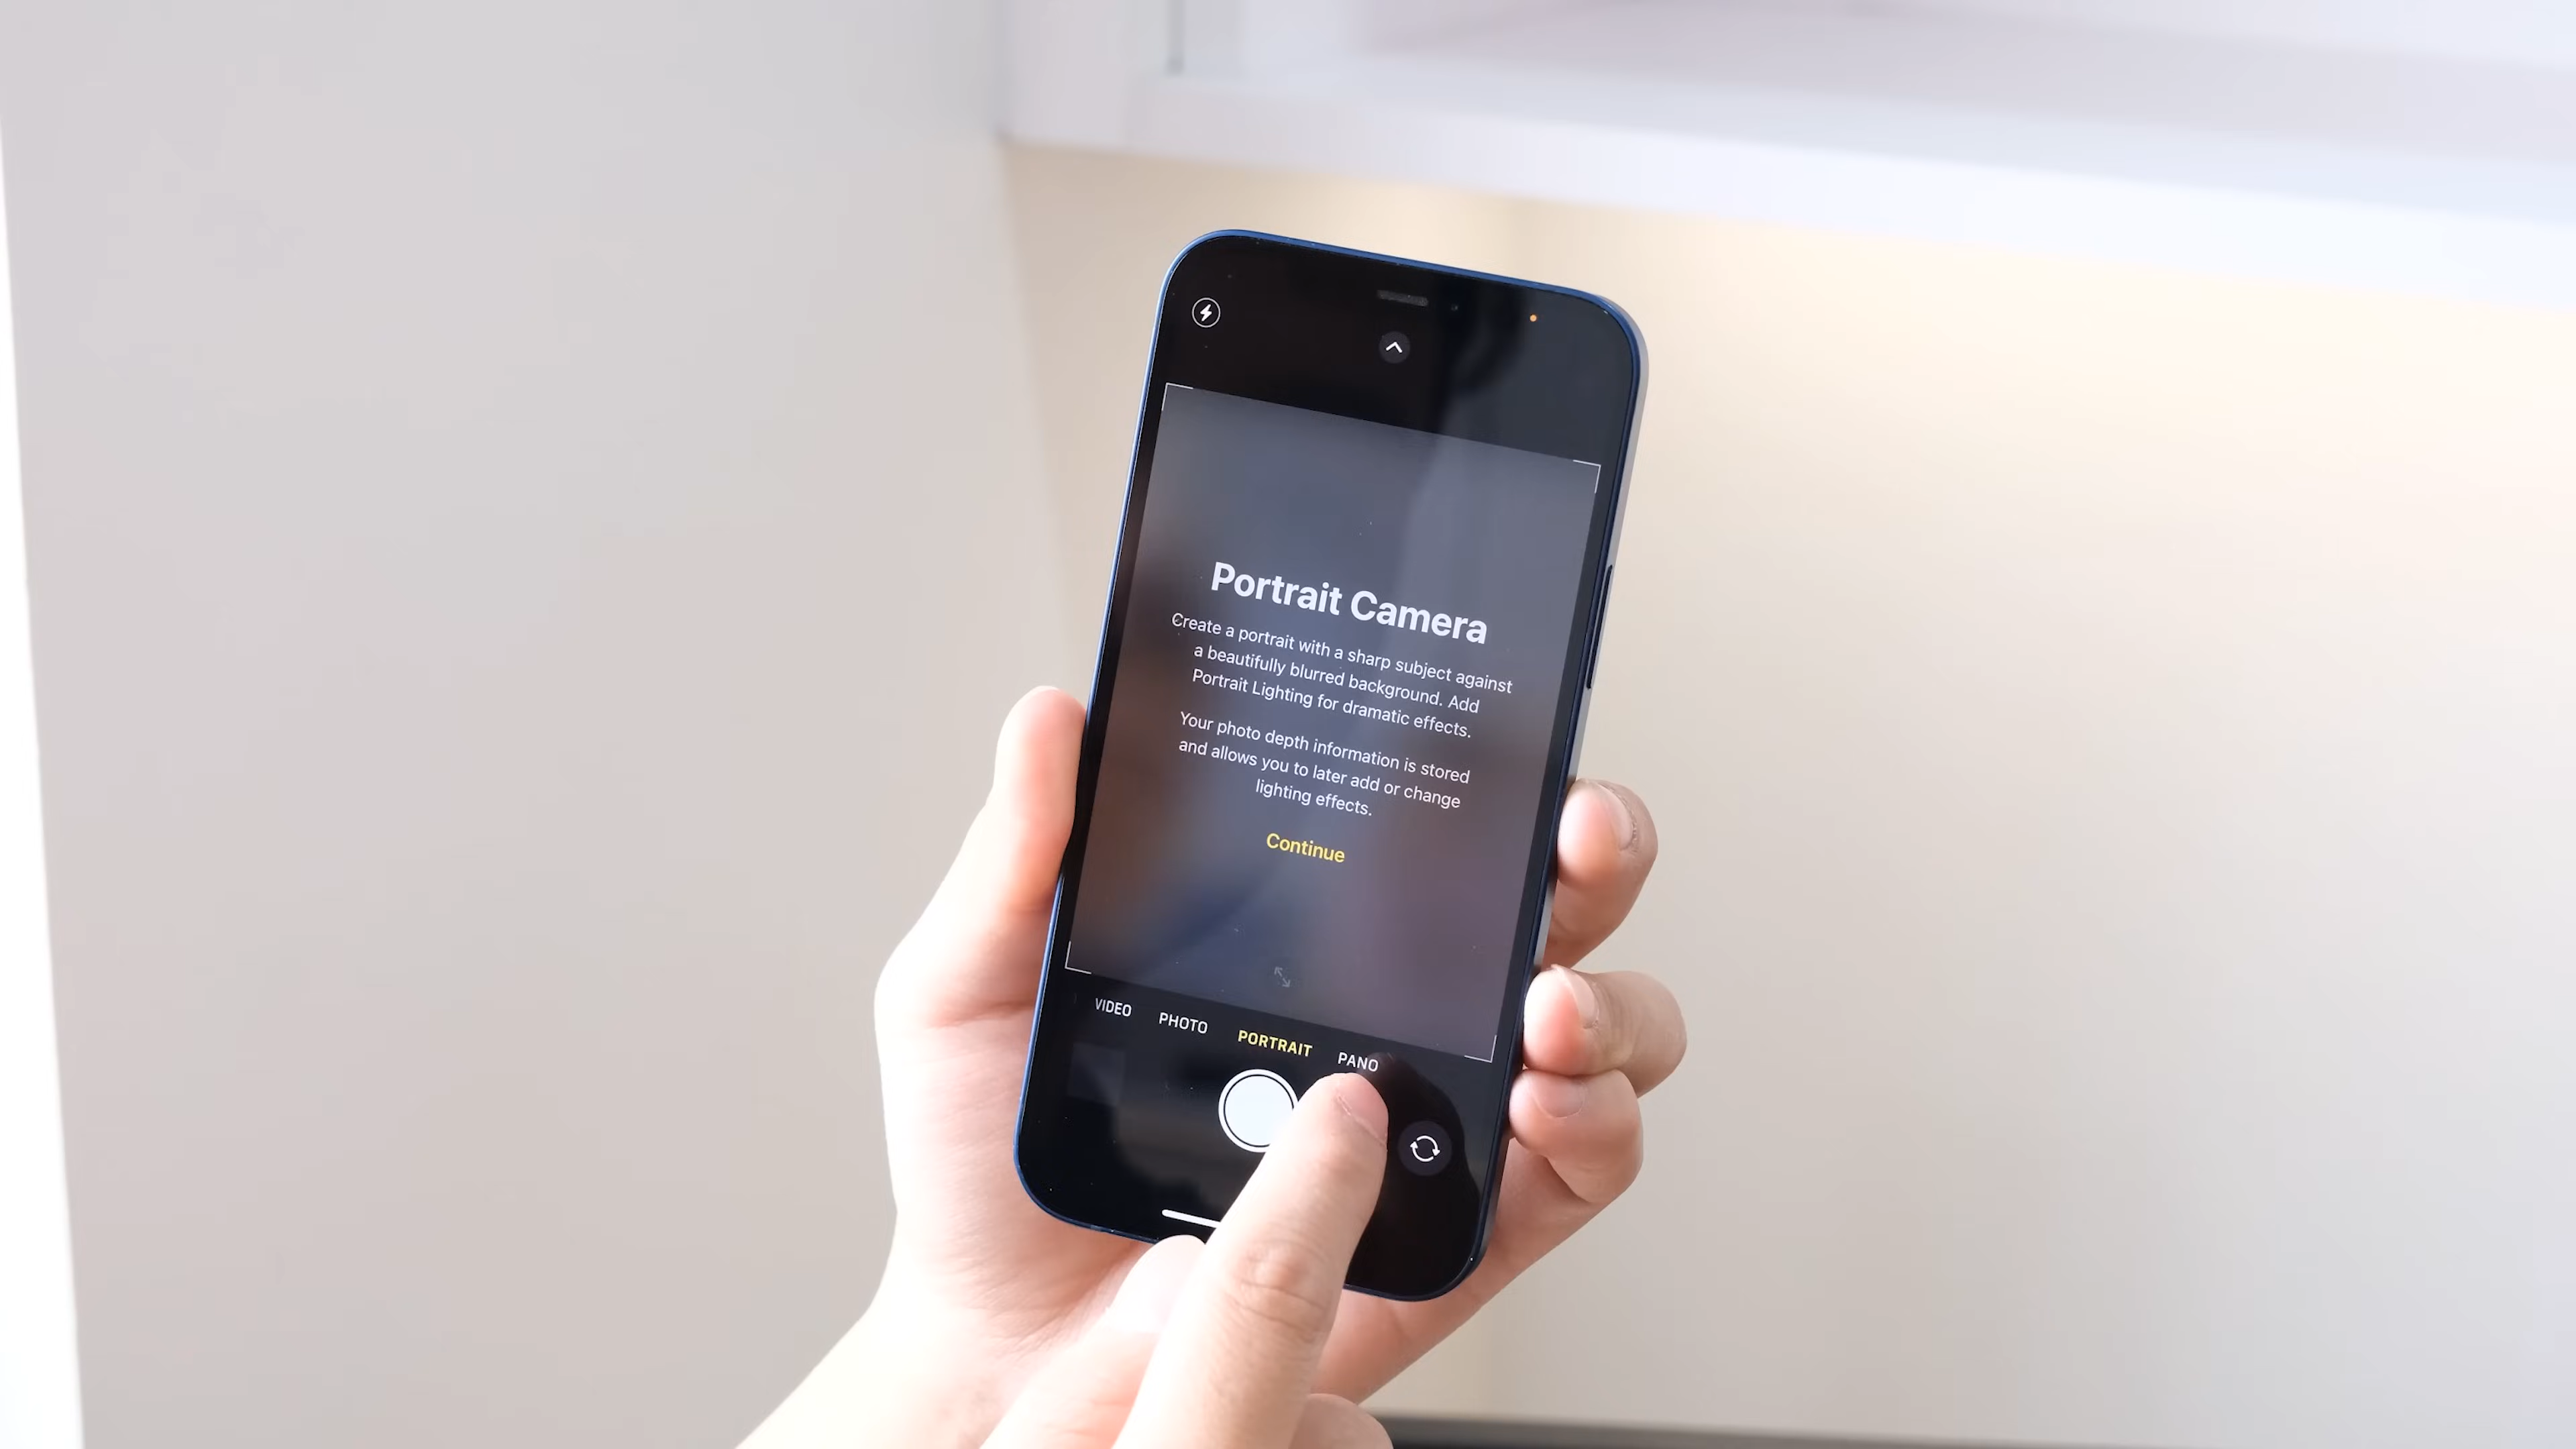 Portrait Camera
Create a portrait with a sharp subject against
a beautifully blurred background. Add
Portrait Lighting for dramatic effects.
Your photo depth information is stored
and allows you to later add or change
lighting effects.
Continue
VIDEO PHOTO PORTRAIT PANO